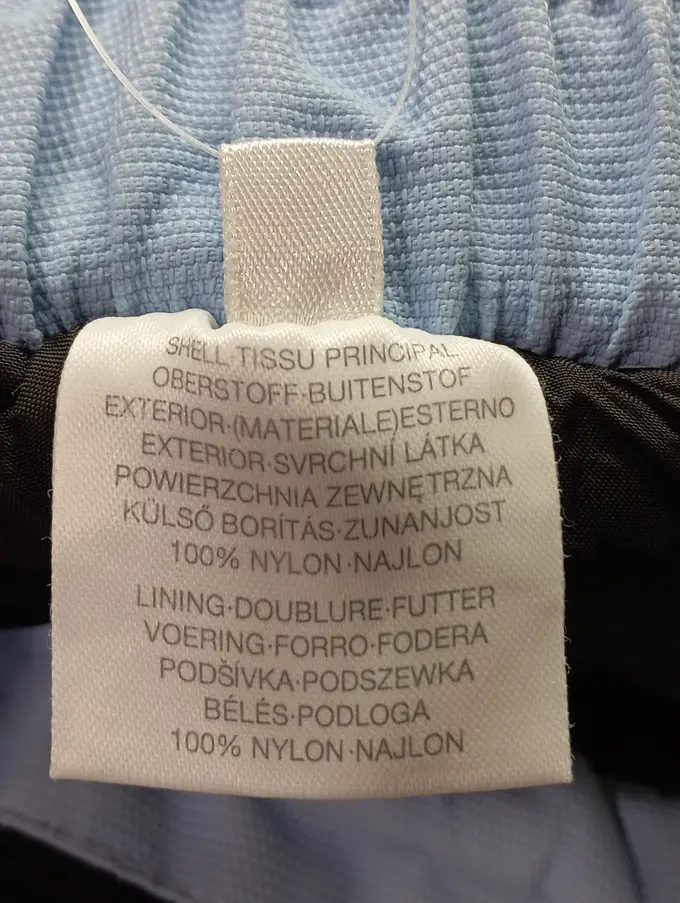 SHELL·TISSU PRINCIPAL
OBERSTOFF·BUITENSTOF
EXTERIOR·(MATERIALE)ESTERNO
EXTERIOR·SVRCHNÍ LÁTKA
POWIERZCHNIA ZEWNĘTRZNA
KÜLSŐ BORÍTÁS·ZUNANJOST
100% NYLON·NAJLON
LINING·DOUBLURE·FUTTER
VOERING·FORRO·FODERA
PODŠÍVKA·PODSZEWKA
BÉLÉS·PODLOGA
100% NYLON·NAJLON